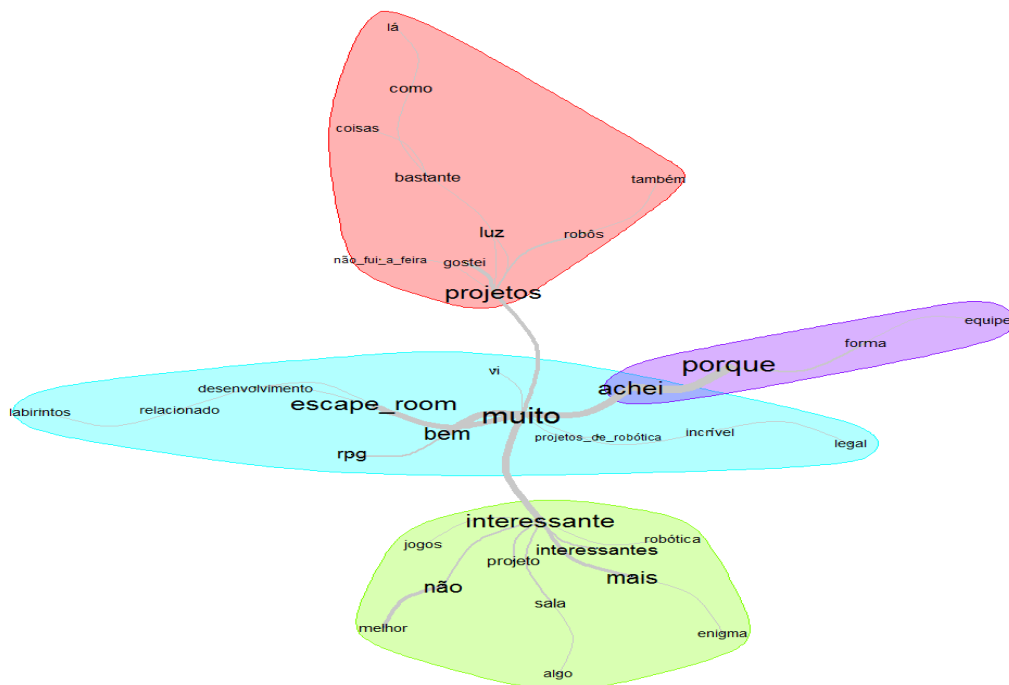 lá
como
coisas
bastante
também
luz
robôs
não_fui_a_feira
gostei
projetos
equipe
forma
porque
vi
achei
desenvolvimento
escape_room
labirintos
relacionado
muito
bem
projetos_de_robótica
incrível
legal
rpg
interessante
jogos
robótica
interessantes
projeto
mais
não
sala
melhor
enigma
algo